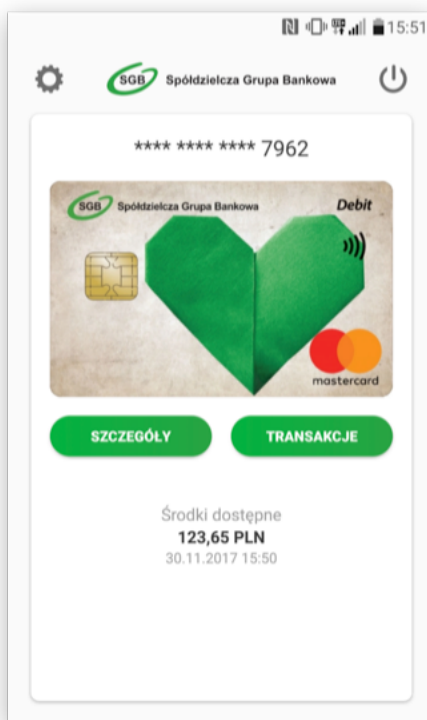 15:51
SGB Spółdzielcza Grupa Bankowa
**** **** **** 7962
SGB Spółdzielcza Grupa Bankowa Debit
mastercard
SZCZEGÓŁY TRANSAKCJE
Środki dostępne
123,65 PLN
30.11.2017 15:50